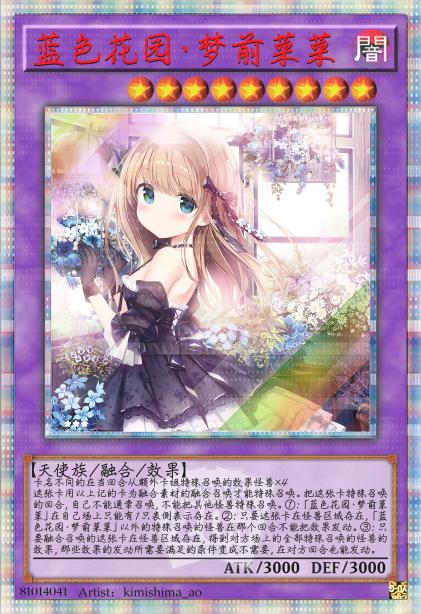 蓝色花园·梦前菜菜
闇
【天使族/融合/效果】
卡名不同的在当回合从额外卡组特殊召唤的效果怪兽×4
这张卡用以上记的卡为融合素材的融合召唤才能特殊召唤。把这张卡特殊召唤
的回合，自己不能通常召唤，不能把其他怪兽特殊召唤。①：「蓝色花园·梦前菜
菜」在自己场上只能有1只表侧表示存在。②：只要这张卡在怪兽区域存在，「蓝
色花园·梦前菜菜」以外的特殊召唤的怪兽在那个回合不能把效果发动。③：只
要融合召唤的这张卡在怪兽区域存在，得到对方场上的全部特殊召唤的怪兽的
效果，那些效果的发动所需要满足的条件变成不需要，在对方回合也能发动。
ATK/3000 DEF/3000
81014041 Artist: kimishima_ao